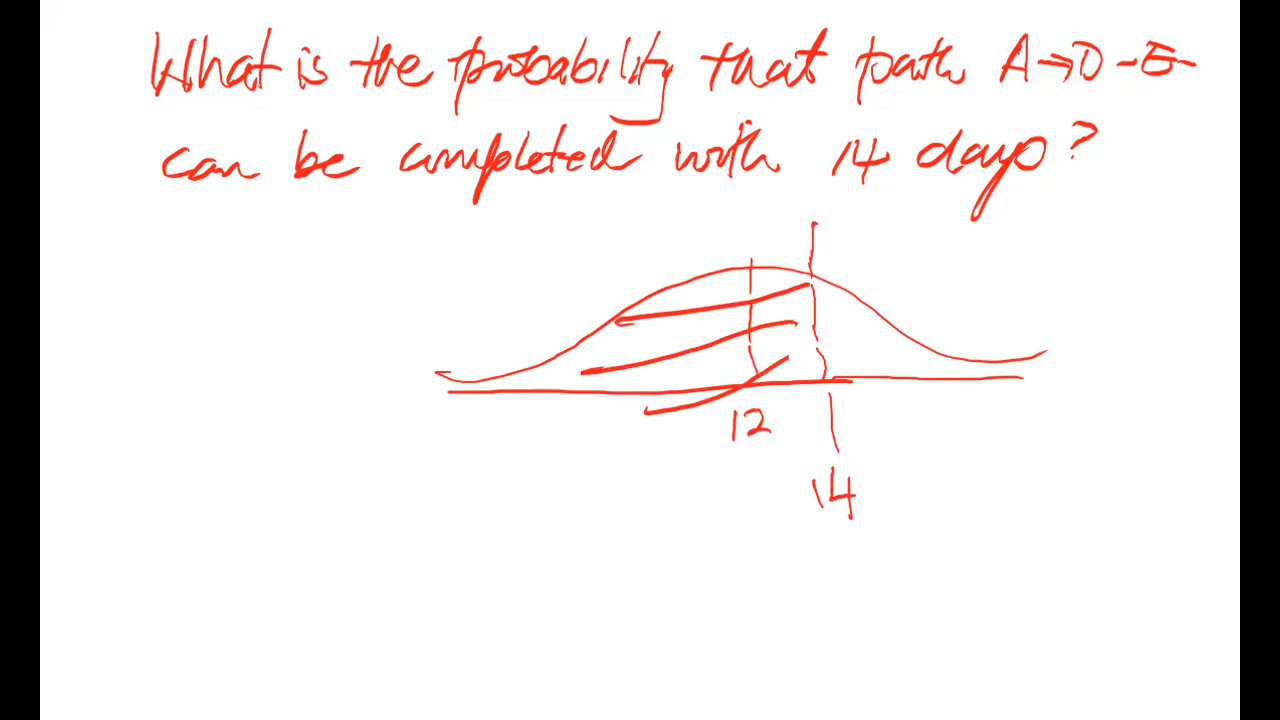 What is the probability that path A→D-E-
can be completed with 14 days?
12
14